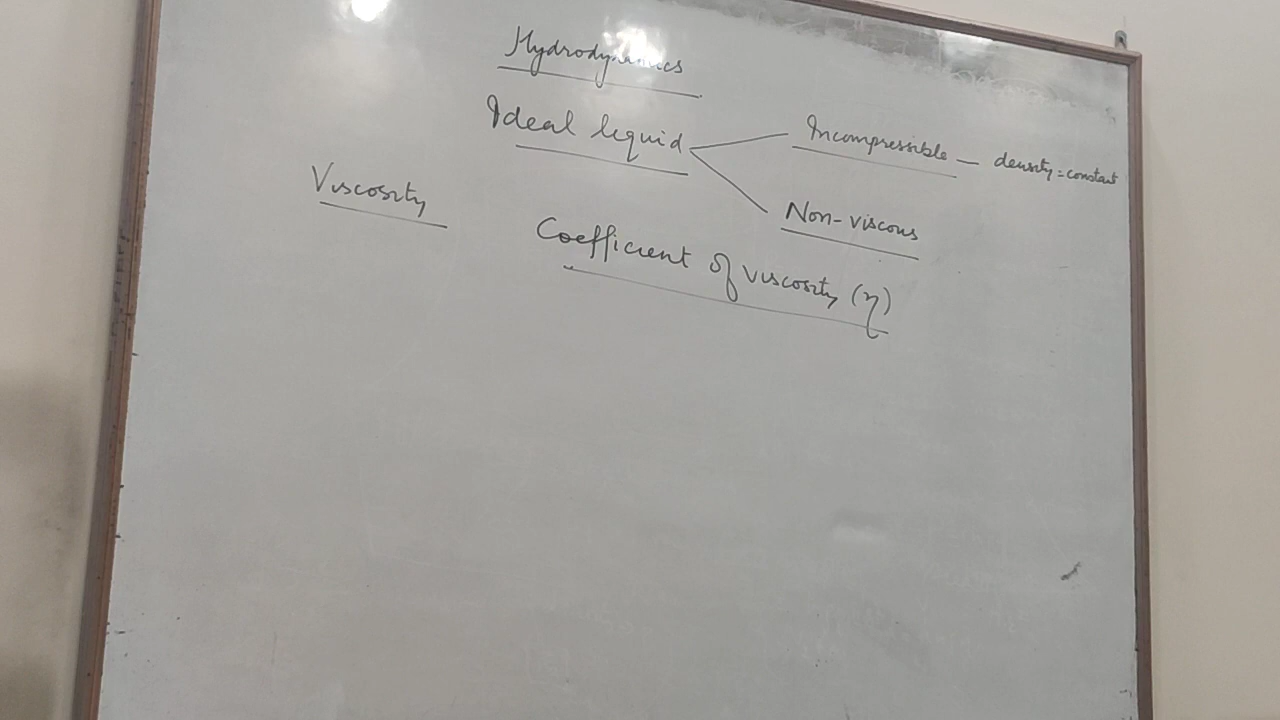 Hydrodynamics
Ideal liquid
Incompressible — density = constant
Non-viscous
Viscosity
Coefficient of viscosity (η)